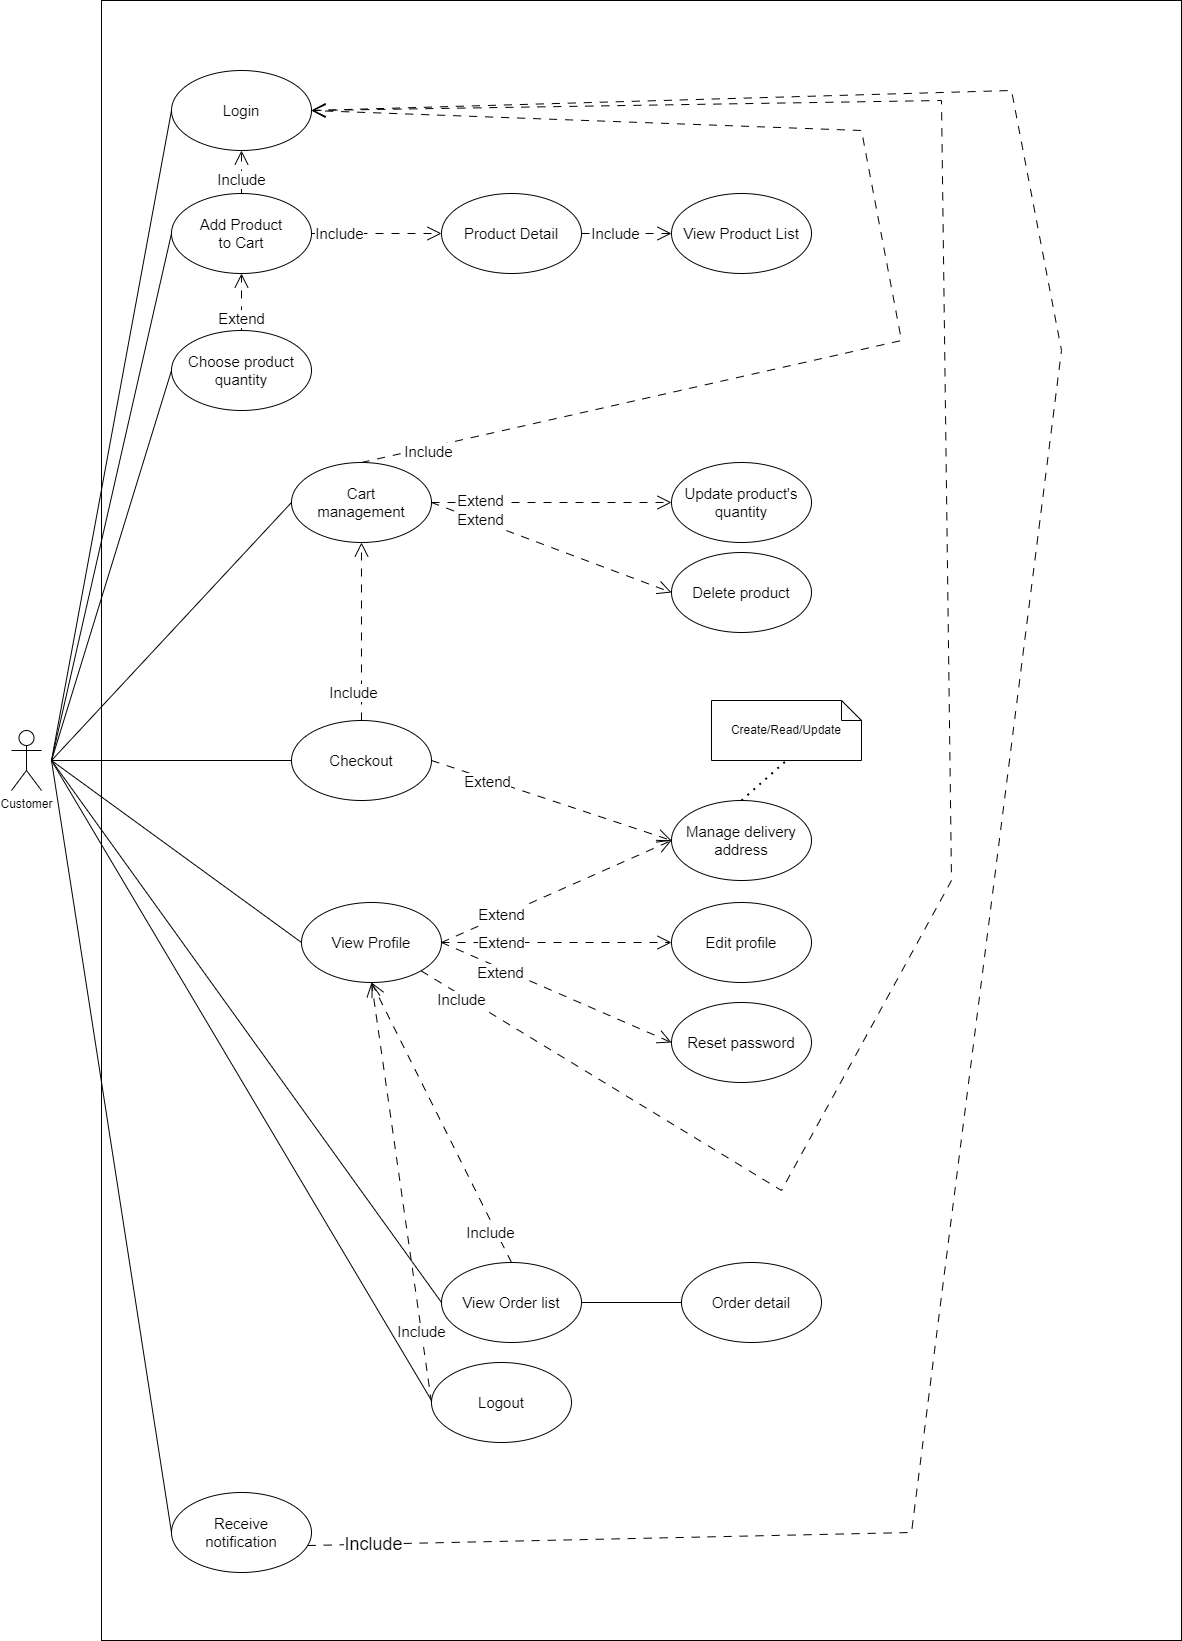 Login
Include
Add Product
to Cart
Include
Product Detail
Include
View Product List
Extend
Choose product
quantity
Include
Cart
management
Extend
Extend
Update product's
quantity
Delete product
Include
Create/Read/Update
Checkout
Extend
Customer
Manage delivery
address
Extend
View Profile
Extend
Edit profile
Extend
Include
Reset password
Include
View Order list
Order detail
Include
Logout
Receive
notification
Include